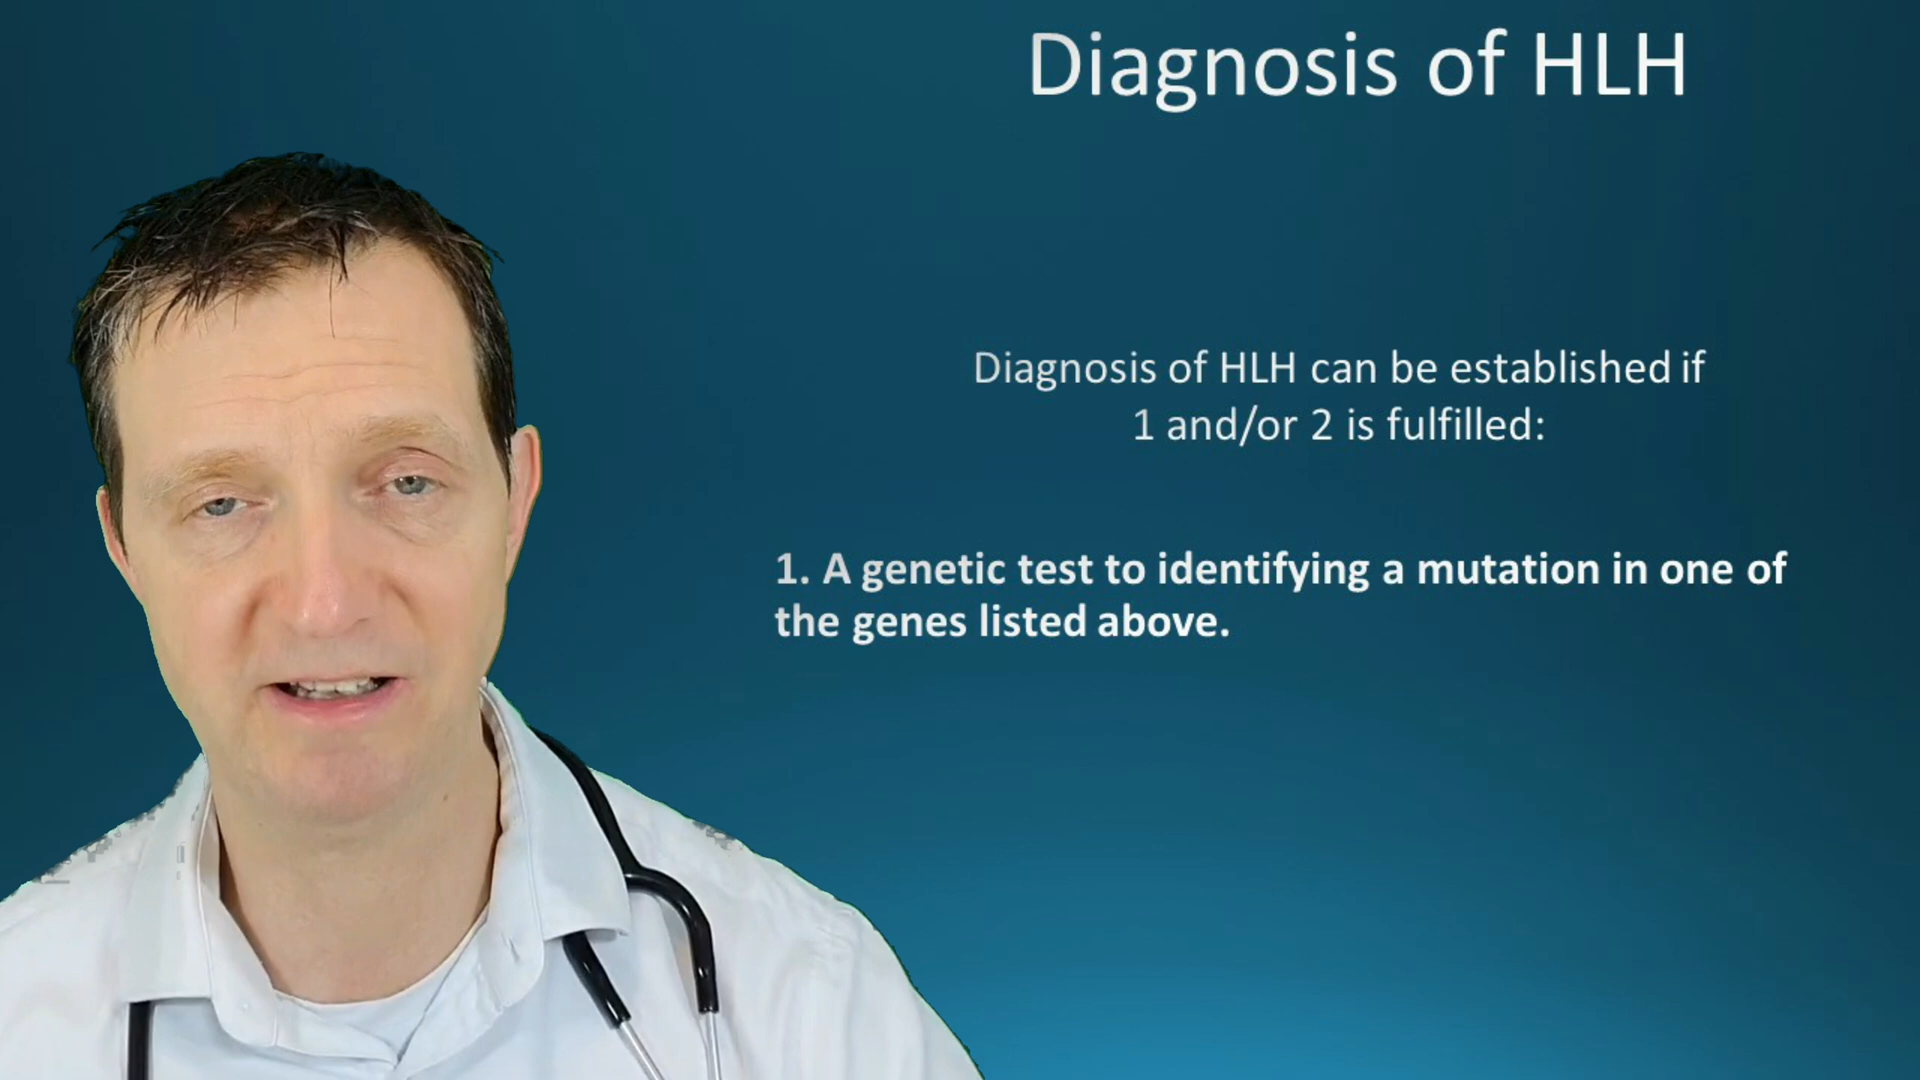 Diagnosis of HLH
Diagnosis of HLH can be established if
1 and/or 2 is fulfilled:
1. A genetic test to identifying a mutation in one of
the genes listed above.